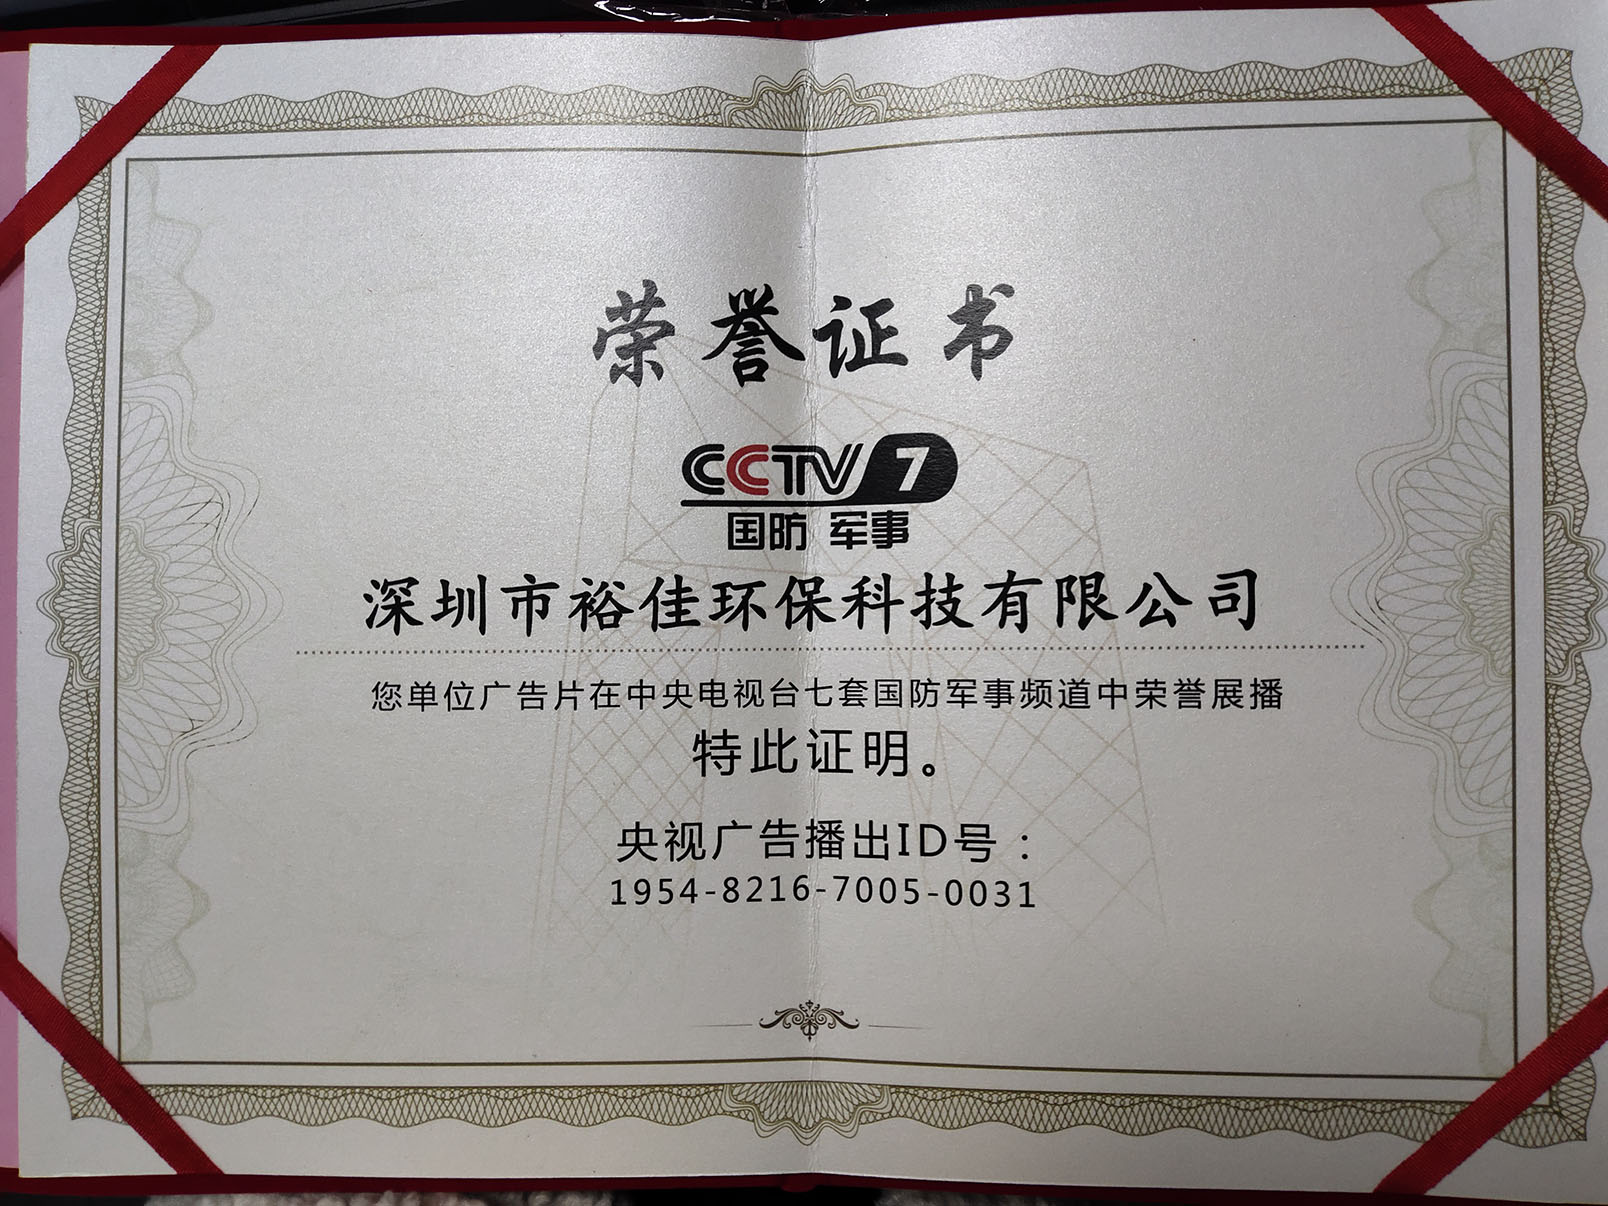 荣誉证书
CCTV 7
国防 军事
深圳市裕佳环保科技有限公司
您单位广告片在中央电视台七套国防军事频道中荣誉展播
特此证明。
央视广告播出ID号：
1954-8216-7005-0031